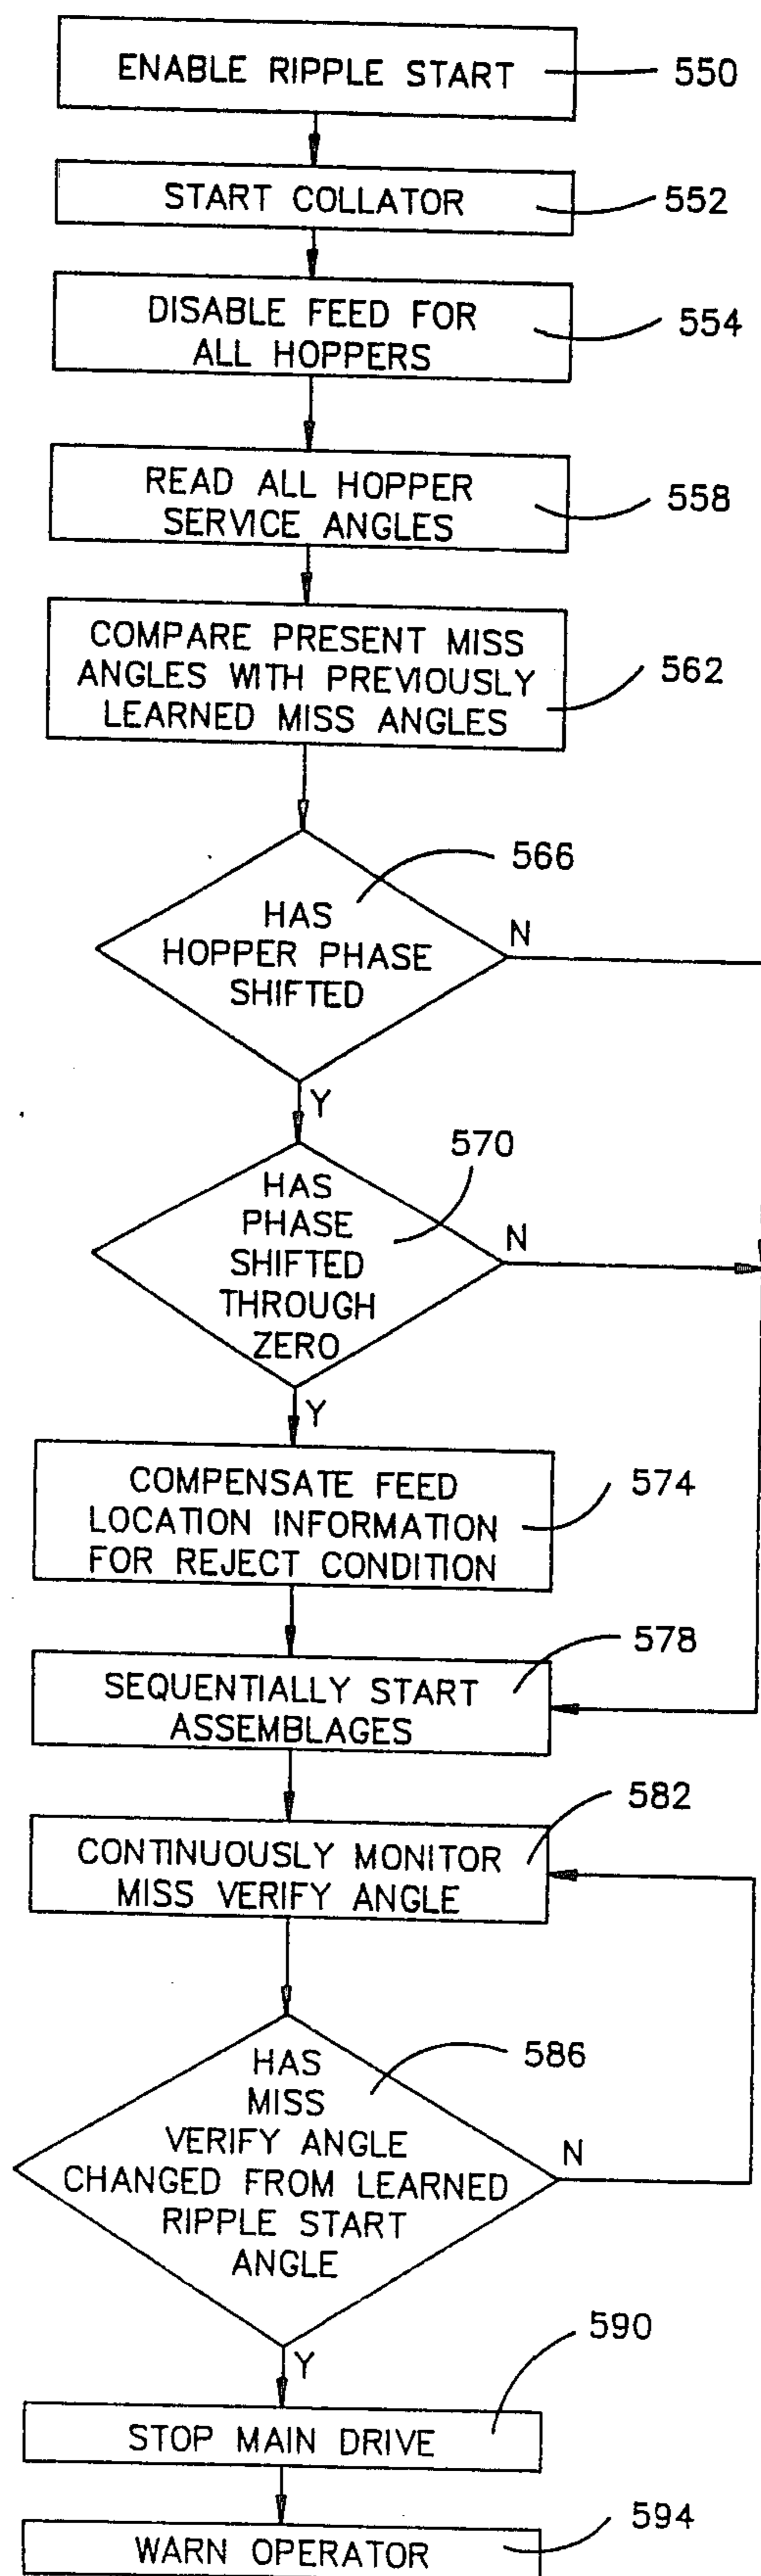 ENABLE RIPPLE START
550
START COLLATOR
552
DISABLE FEED FOR
ALL HOPPERS
554
READ ALL HOPPER
SERVICE ANGLES
558
COMPARE PRESENT MISS
ANGLES WITH PREVIOUSLY
LEARNED MISS ANGLES
562
566
HAS
HOPPER PHASE
SHIFTED
N
Y
570
HAS
PHASE
SHIFTED
THROUGH
ZERO
N
Y
COMPENSATE FEED
LOCATION INFORMATION
FOR REJECT CONDITION
574
578
SEQUENTIALLY START
ASSEMBLAGES
582
CONTINUOUSLY MONITOR
MISS VERIFY ANGLE
586
HAS
MISS
VERIFY ANGLE
CHANGED FROM LEARNED
RIPPLE START
ANGLE
N
Y
590
STOP MAIN DRIVE
594
WARN OPERATOR